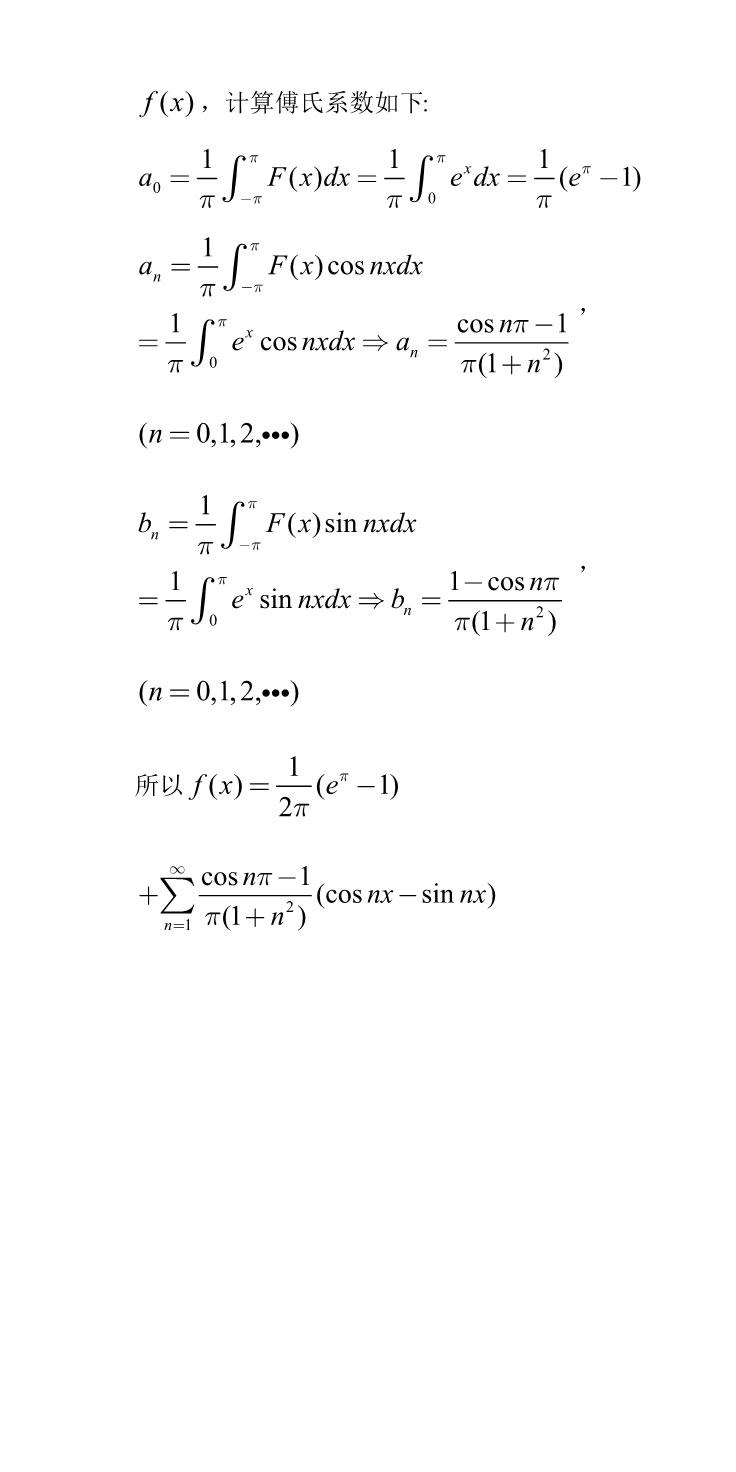 f(x)，计算傅氏系数如下:
a₀ = 1/π ∫_{-π}^{π} F(x)dx = 1/π ∫_{0}^{π} eˣdx = 1/π (e^π − 1)
aₙ = 1/π ∫_{-π}^{π} F(x) cos nxdx
= 1/π ∫_{0}^{π} eˣ cos nxdx ⇒ aₙ = (cos nπ − 1)/(π(1 + n²)) ，
(n = 0,1,2,•••)
bₙ = 1/π ∫_{-π}^{π} F(x) sin nxdx
= 1/π ∫_{0}^{π} eˣ sin nxdx ⇒ bₙ = (1 − cos nπ)/(π(1 + n²)) ，
(n = 0,1,2,•••)
所以 f(x) = 1/(2π) (e^π − 1)
+ ∑_{n=1}^{∞} (cos nπ − 1)/(π(1 + n²)) (cos nx − sin nx)